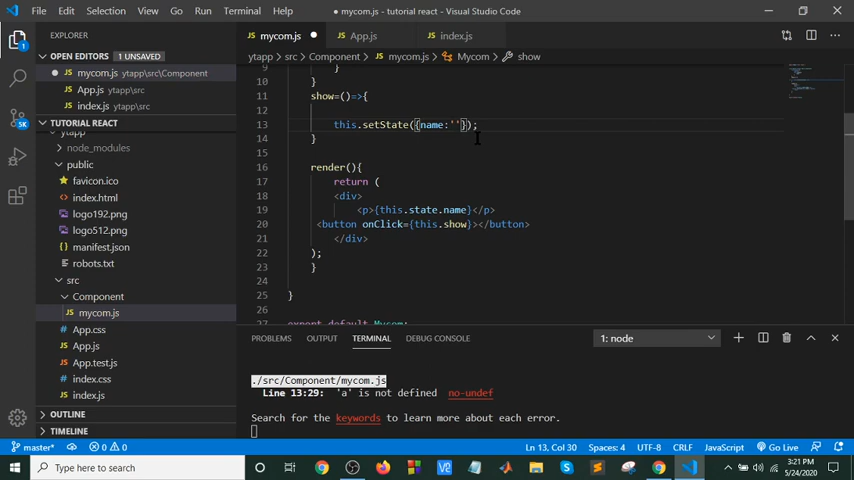 File Edit Selection View Go Run Terminal Help
● mycom.js - tutorial react - Visual Studio Code
EXPLORER
OPEN EDITORS 1 UNSAVED
JS mycom.js ytapp\src\Component
JS App.js ytapp\src
JS index.js ytapp\src
TUTORIAL REACT
ytapp
node_modules
public
favicon.ico
index.html
logo192.png
logo512.png
manifest.json
robots.txt
src
Component
JS mycom.js
App.css
JS App.js
JS App.test.js
index.css
JS index.js
OUTLINE
TIMELINE
JS mycom.js JS App.js JS index.js
ytapp > src > Component > JS mycom.js > Mycom > show
9 }
10 }
11 show=()=>{
12
13 this.setState({name:''});
14 }
15
16 render(){
17 return (
18 <div>
19 <p>{this.state.name}</p>
20 <button onClick={this.show}></button>
21 </div>
22 );
23 }
24
25 }
26
27 export default Mycom;
PROBLEMS OUTPUT TERMINAL DEBUG CONSOLE 1: node
./src/Component/mycom.js
Line 13:29: 'a' is not defined no-undef
Search for the keywords to learn more about each error.
master* 0 0 Ln 13, Col 30 Spaces: 4 UTF-8 CRLF JavaScript Go Live
Type here to search
3:21 PM
5/24/2020